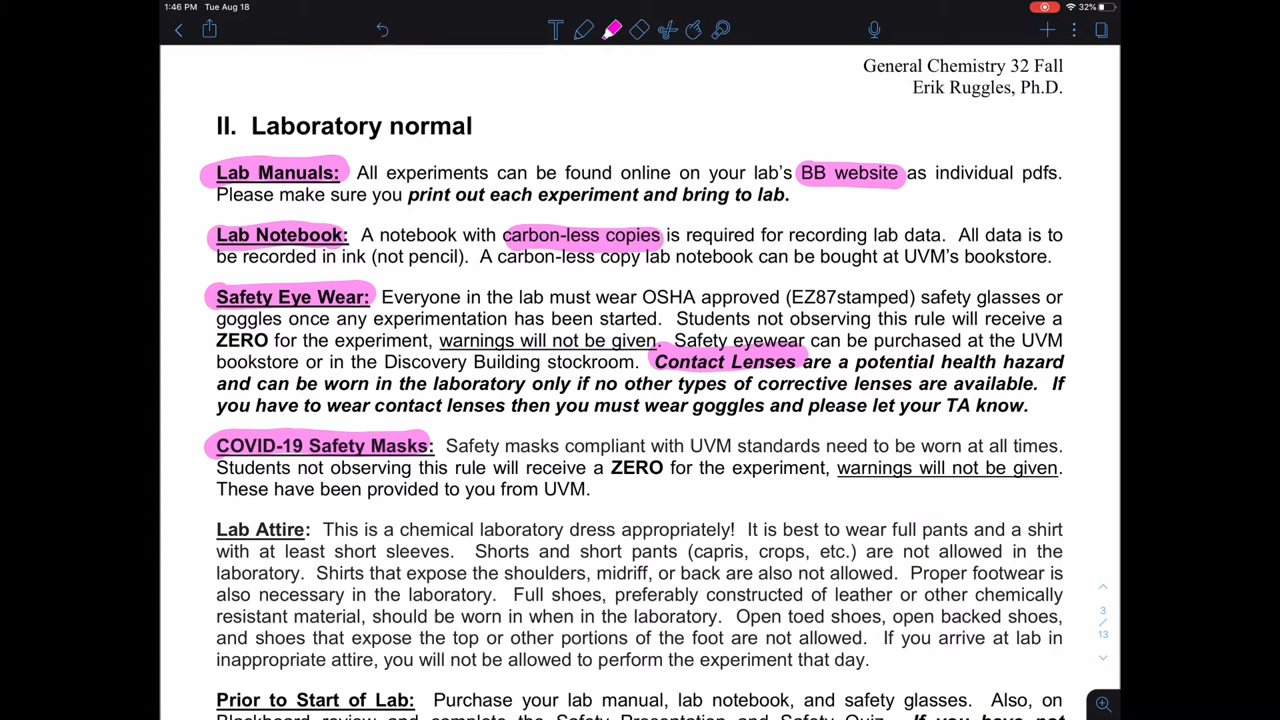 1:46 PM Tue Aug 18
32%
General Chemistry 32 Fall
Erik Ruggles, Ph.D.
II. Laboratory normal
Lab Manuals: All experiments can be found online on your lab's BB website as individual pdfs.
Please make sure you print out each experiment and bring to lab.
Lab Notebook: A notebook with carbon-less copies is required for recording lab data. All data is to
be recorded in ink (not pencil). A carbon-less copy lab notebook can be bought at UVM's bookstore.
Safety Eye Wear: Everyone in the lab must wear OSHA approved (EZ87stamped) safety glasses or
goggles once any experimentation has been started. Students not observing this rule will receive a
ZERO for the experiment, warnings will not be given. Safety eyewear can be purchased at the UVM
bookstore or in the Discovery Building stockroom. Contact Lenses are a potential health hazard
and can be worn in the laboratory only if no other types of corrective lenses are available. If
you have to wear contact lenses then you must wear goggles and please let your TA know.
COVID-19 Safety Masks: Safety masks compliant with UVM standards need to be worn at all times.
Students not observing this rule will receive a ZERO for the experiment, warnings will not be given.
These have been provided to you from UVM.
Lab Attire: This is a chemical laboratory dress appropriately! It is best to wear full pants and a shirt
with at least short sleeves. Shorts and short pants (capris, crops, etc.) are not allowed in the
laboratory. Shirts that expose the shoulders, midriff, or back are also not allowed. Proper footwear is
also necessary in the laboratory. Full shoes, preferably constructed of leather or other chemically
resistant material, should be worn in when in the laboratory. Open toed shoes, open backed shoes,
and shoes that expose the top or other portions of the foot are not allowed. If you arrive at lab in
inappropriate attire, you will not be allowed to perform the experiment that day.
3
/
13
Prior to Start of Lab: Purchase your lab manual, lab notebook, and safety glasses. Also, on
Blackboard review and complete the Safety Presentation and Safety Quiz. If you have not